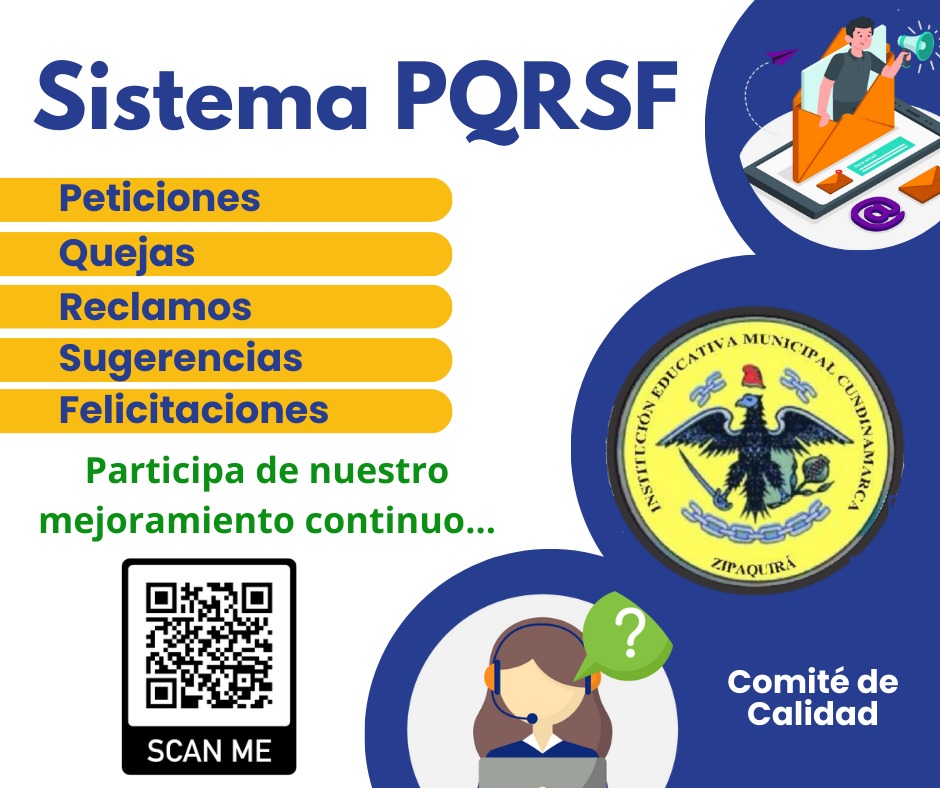 Sistema PQRSF
Peticiones
Quejas
Reclamos
Sugerencias
Felicitaciones
Participa de nuestro
mejoramiento continuo...
SCAN ME
INSTITUCIÓN EDUCATIVA MUNICIPAL CUNDINAMARCA
ZIPAQUIRÁ
?
Comité de
Calidad
@